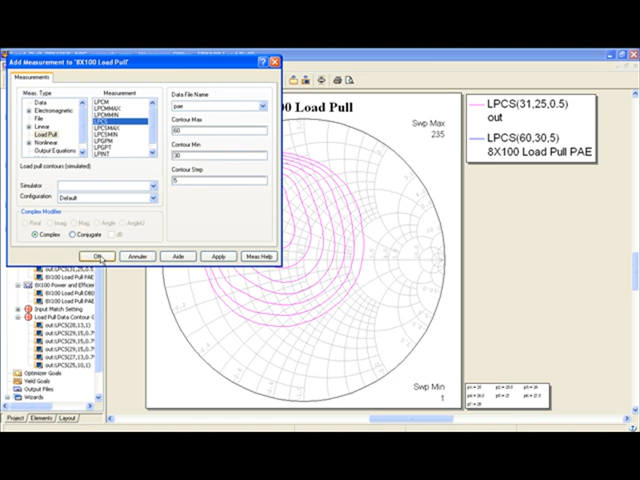 Add Measurement to '8X100 Load Pull'
Measurements
Meas. Type
Data
Electromagnetic
File
Linear
Load Pull
Nonlinear
Output Equations
Measurement
LPCM
LPCMMAX
LPCMMIN
LPCS
LPCSMAX
LPCSMIN
LPGPM
LPGPT
LPINT
Data File Name
pae
Contour Max
60
Contour Min
30
Contour Step
5
Load pull contours (simulated)
Simulator
Configuration
Default
Complex Modifier
Real
Imag
Mag
Angle
AngleU
Complex
Conjugate
dB
OK
Annuler
Aide
Apply
Meas Help
00 Load Pull
Swp Max
235
Swp Min
1
LPCS(31,25,0.5)
out
LPCS(60,30,5)
8X100 Load Pull PAE
out:LPCS(31,25,0.5)
8X100 Load Pull PAE
8X100 Power and Efficien
8X100 Load Pull:DB(
8X100 Load Pull PAE
Input Match Setting
Load Pull Data Contour G
out:LPCS(28,13,1)
out:LPCS(29,15,0.7
out:LPCS(29,15,0.7
out:LPCS(27,13,0.7
out:LPCS(25,10,1)
Optimizer Goals
Yield Goals
Output Files
Wizards
Project
Elements
Layout